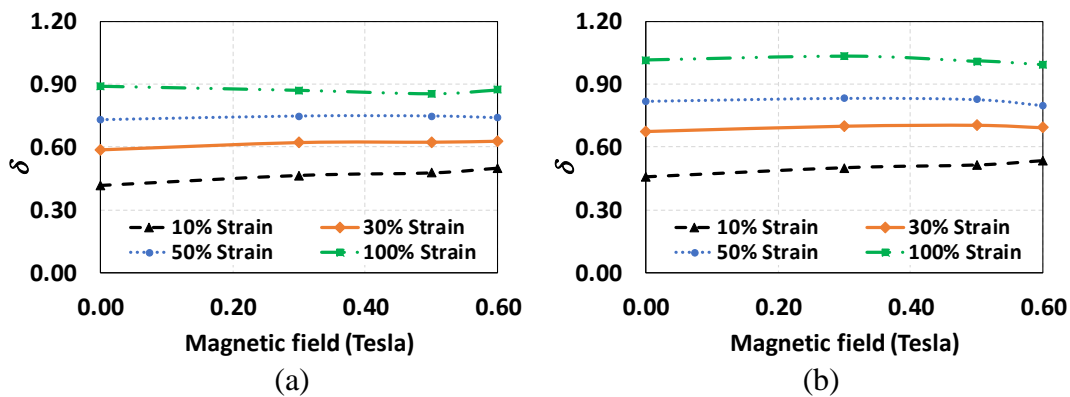 1.20
0.90
0.60
0.30
0.00
δ
10% Strain
30% Strain
50% Strain
100% Strain
0.00 0.20 0.40 0.60
Magnetic field (Tesla)
(a)
1.20
0.90
0.60
0.30
0.00
δ
10% Strain
30% Strain
50% Strain
100% Strain
0.00 0.20 0.40 0.60
Magnetic field (Tesla)
(b)